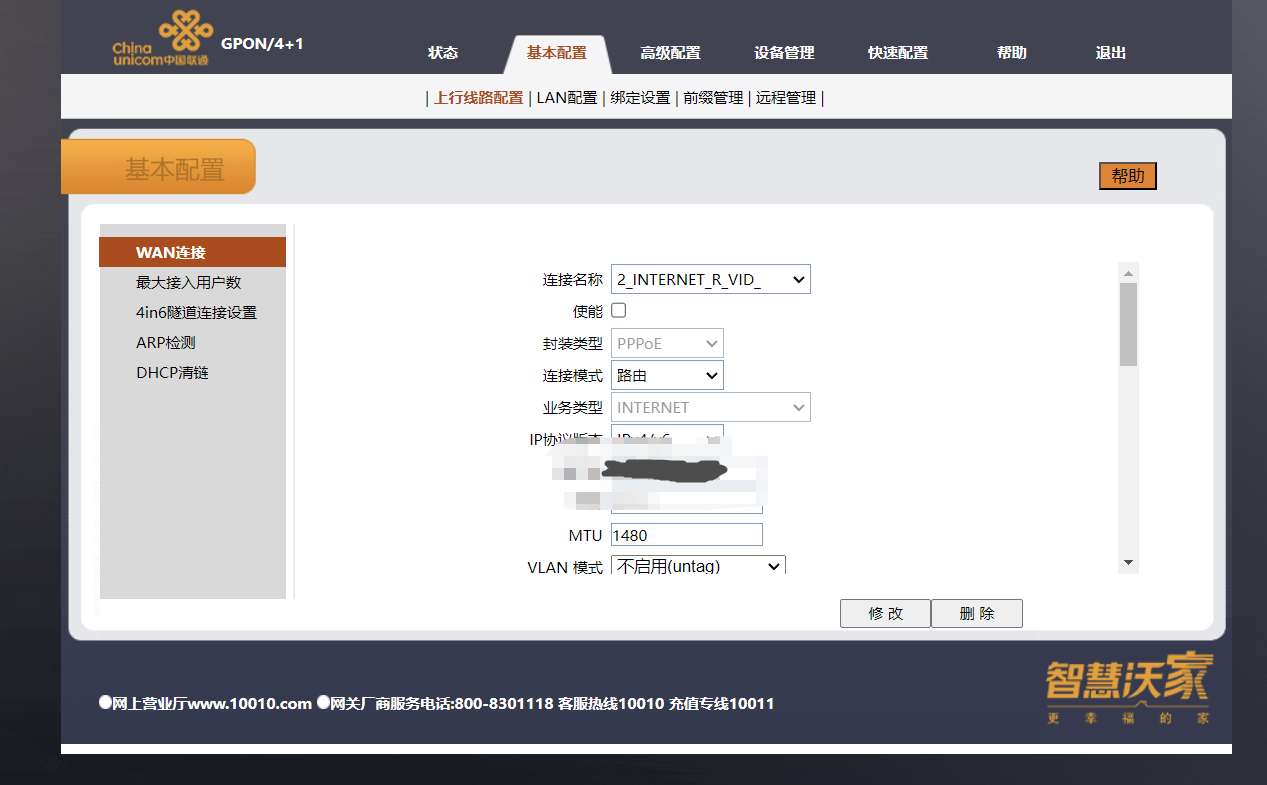 China
unicom中国联通
GPON/4+1
状态 基本配置 高级配置 设备管理 快速配置 帮助 退出
| 上行线路配置 | LAN配置 | 绑定设置 | 前缀管理 | 远程管理 |
基本配置
帮助
WAN连接
最大接入用户数
4in6隧道连接设置
ARP检测
DHCP清链
连接名称 2_INTERNET_R_VID_
使能
封装类型 PPPoE
连接模式 路由
业务类型 INTERNET
IP协议版本 IPv4/v6
MTU 1480
VLAN 模式 不启用(untag)
修 改 删 除
网上营业厅www.10010.com 网关厂商服务电话:800-8301118 客服热线10010 充值专线10011
智慧沃家
更 幸 福 的 家